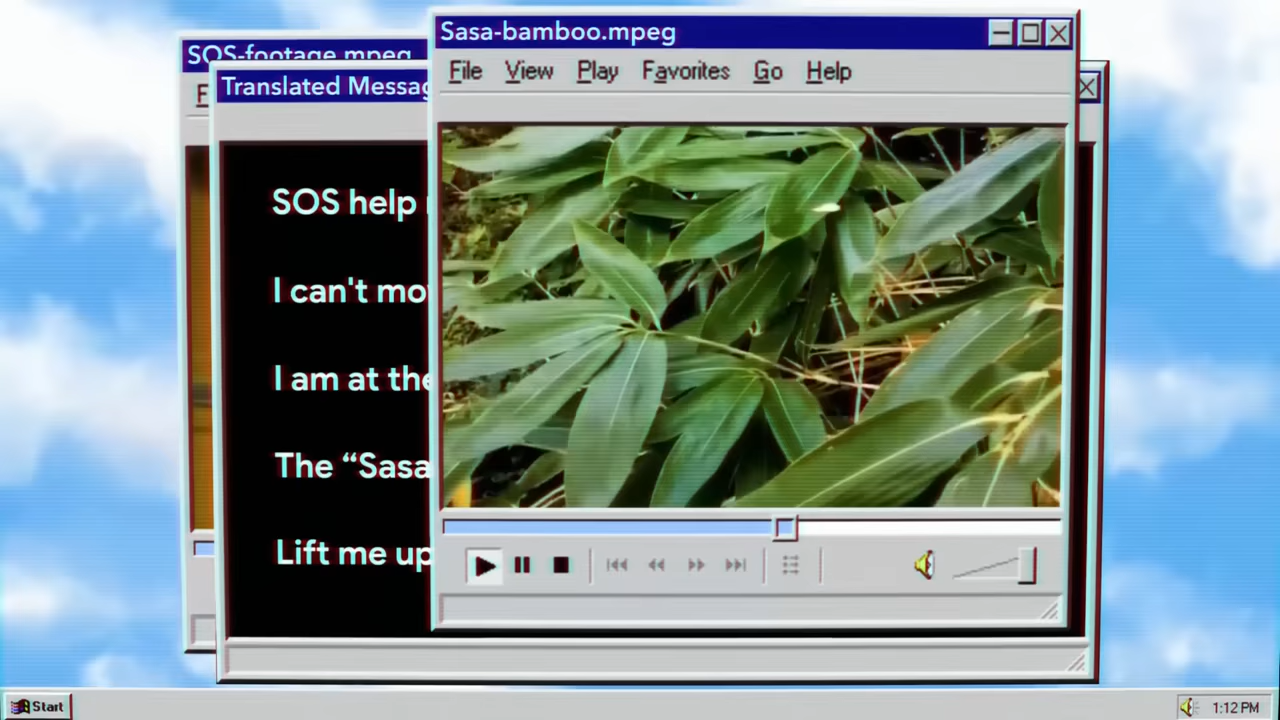 SOS-footage.mpeg
Translated Messag
Sasa-bamboo.mpeg
File View Play Favorites Go Help
F
SOS help
I can't mo
I am at the
The “Sasa
Lift me up
Start
1:12 PM